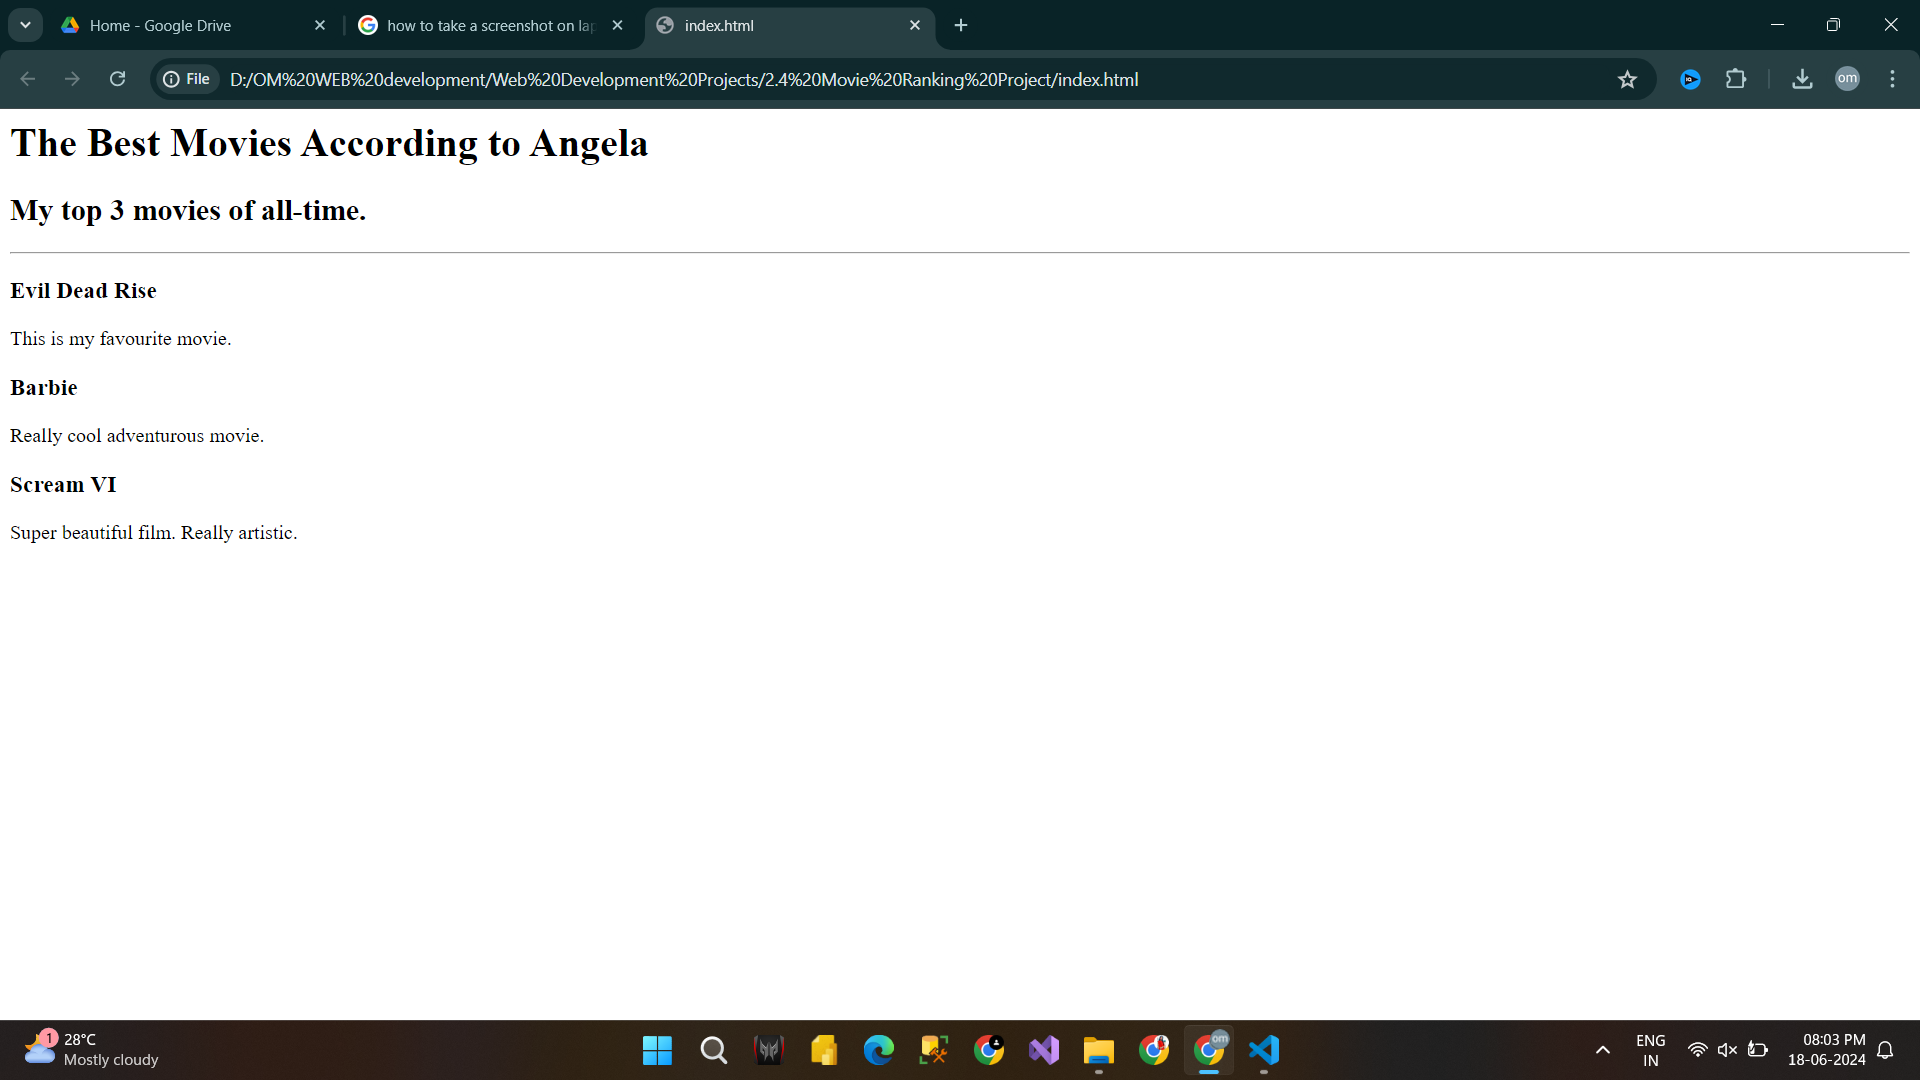 Home - Google Drive
how to take a screenshot on lap
index.html
File
D:/OM%20WEB%20development/Web%20Development%20Projects/2.4%20Movie%20Ranking%20Project/index.html
om
The Best Movies According to Angela
My top 3 movies of all-time.
Evil Dead Rise
This is my favourite movie.
Barbie
Really cool adventurous movie.
Scream VI
Super beautiful film. Really artistic.
1
28°C
Mostly cloudy
om
ENG
IN
08:03 PM
18-06-2024